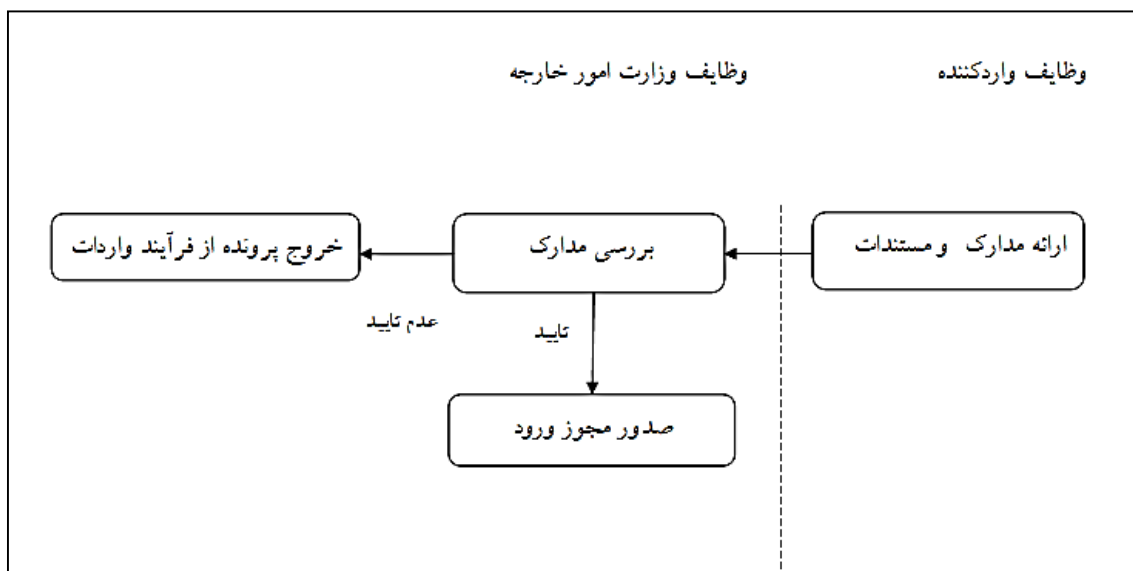 وظایف واردکننده
وظایف وزارت امور خارجه
ارائه مدارک و مستندات
بررسی مدارک
خروج پرونده از فرآیند واردات
عدم تایید
تایید
صدور مجوز ورود